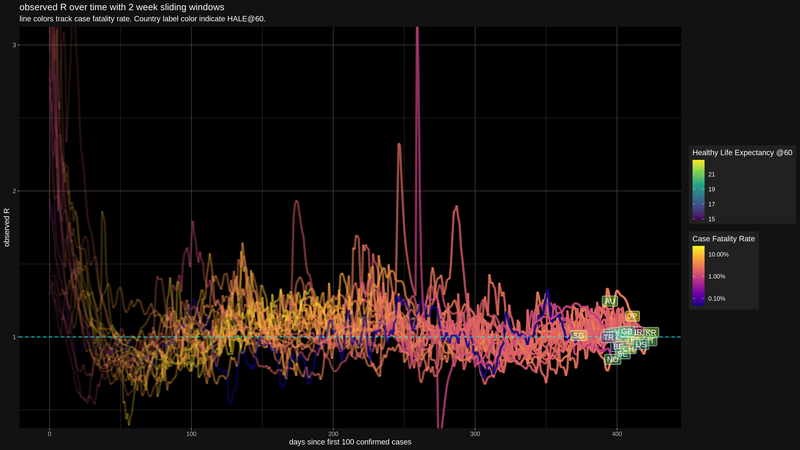 observed R over time with 2 week sliding windows
line colors track case fatality rate. Country label color indicate HALE@60.
3
2
1
observed R
0
100
200
300
400
days since first 100 confirmed cases
AU
SG
TR
GB
IR
KR
NO
Healthy Life Expectancy @60
21
19
17
15
Case Fatality Rate
10.00%
1.00%
0.10%